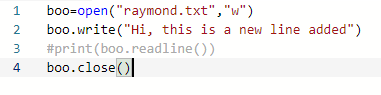 1 boo=open("raymond.txt","w")
2 boo.write("Hi, this is a new line added")
3 #print(boo.readline())
4 boo.close()